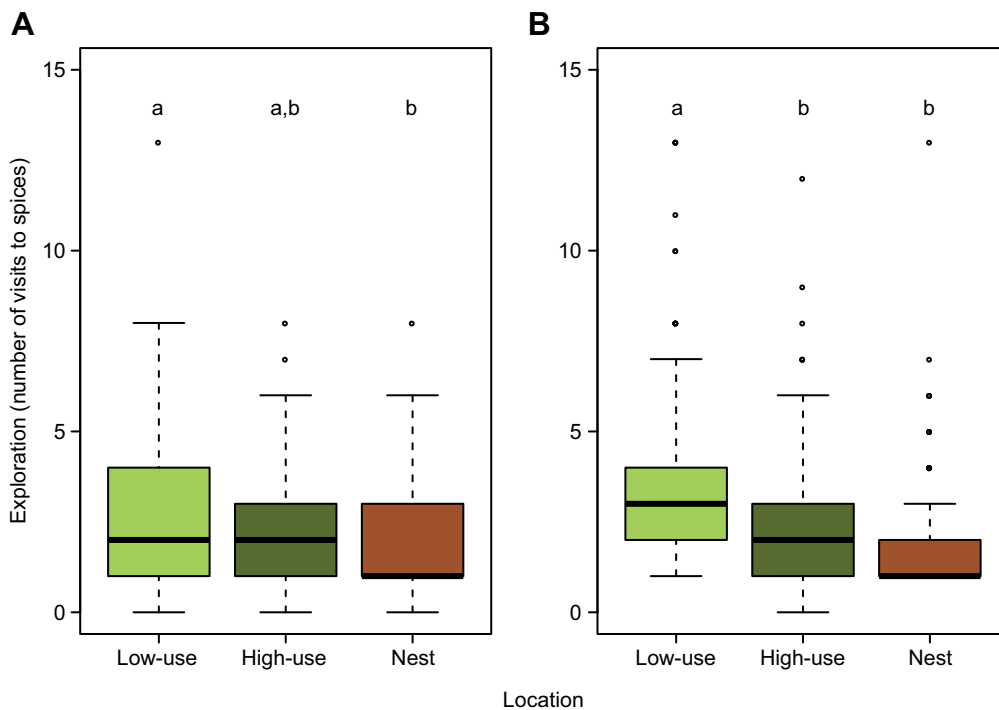 A
B
Exploration (number of visits to spices)
15
10
5
0
a
a,b
b
Low-use
High-use
Nest
15
10
5
0
a
b
b
Low-use
High-use
Nest
Location